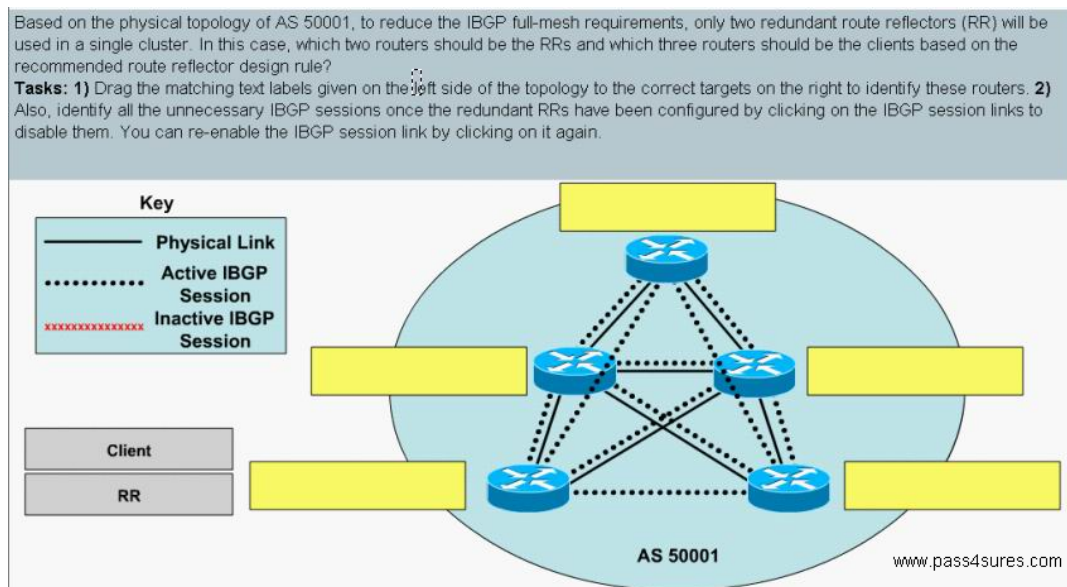 Based on the physical topology of AS 50001, to reduce the IBGP full-mesh requirements, only two redundant route reflectors (RR) will be
used in a single cluster. In this case, which two routers should be the RRs and which three routers should be the clients based on the
recommended route reflector design rule?
Tasks: 1) Drag the matching text labels given on the left side of the topology to the correct targets on the right to identify these routers. 2)
Also, identify all the unnecessary IBGP sessions once the redundant RRs have been configured by clicking on the IBGP session links to
disable them. You can re-enable the IBGP session link by clicking on it again.
Key
Physical Link
Active IBGP
Session
xxxxxxxxxxxxxxx Inactive IBGP
Session
Client
RR
AS 50001
www.pass4sures.com